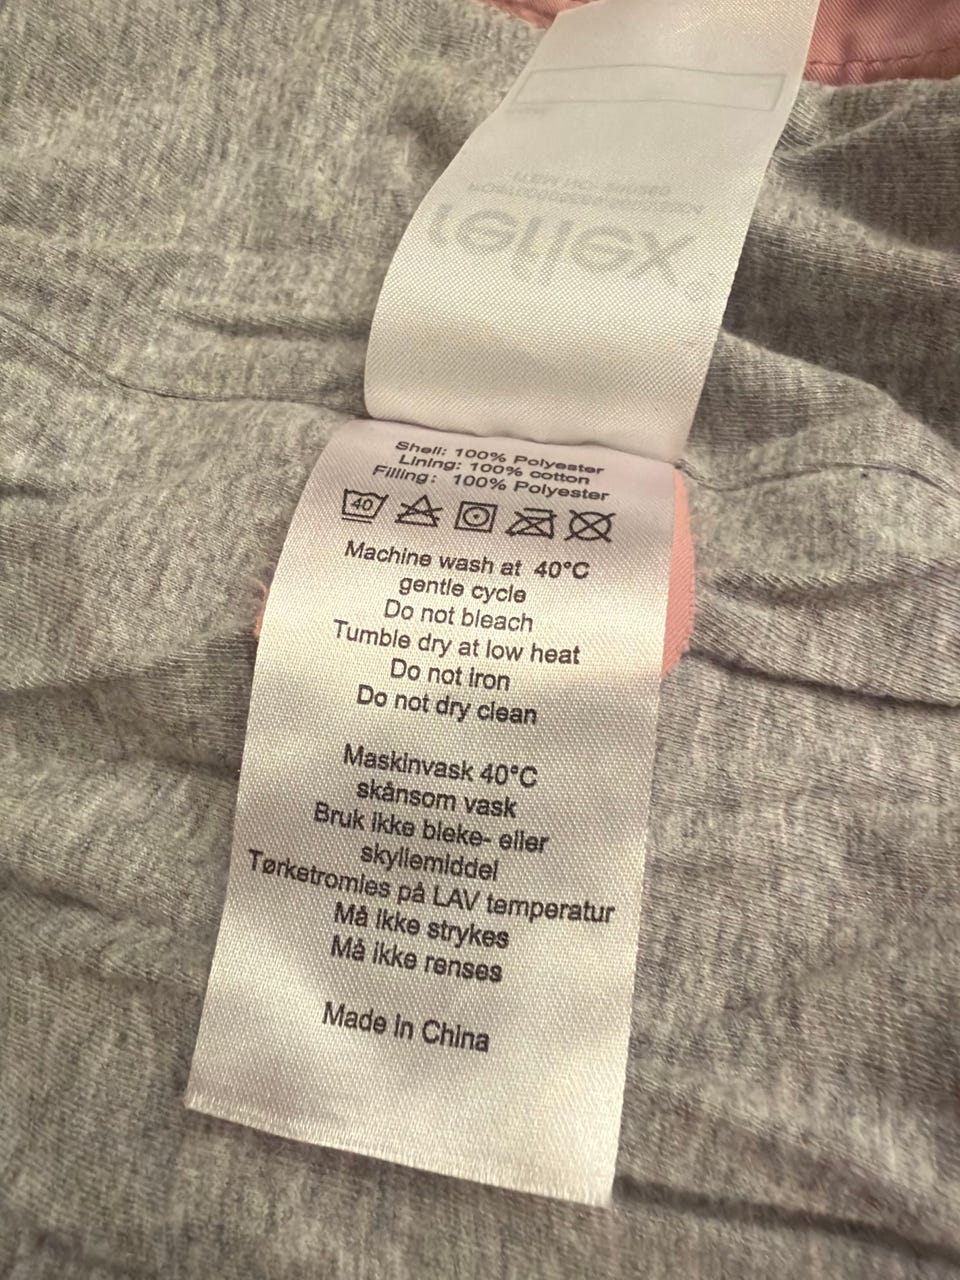 reflex
Shell: 100% Polyester
Lining: 100% cotton
Filling: 100% Polyester
40
Machine wash at 40°C
gentle cycle
Do not bleach
Tumble dry at low heat
Do not iron
Do not dry clean
Maskinvask 40°C
skånsom vask
Bruk ikke bleke- eller
skyllemiddel
Tørketromles på LAV temperatur
Må ikke strykes
Må ikke renses
Made in China